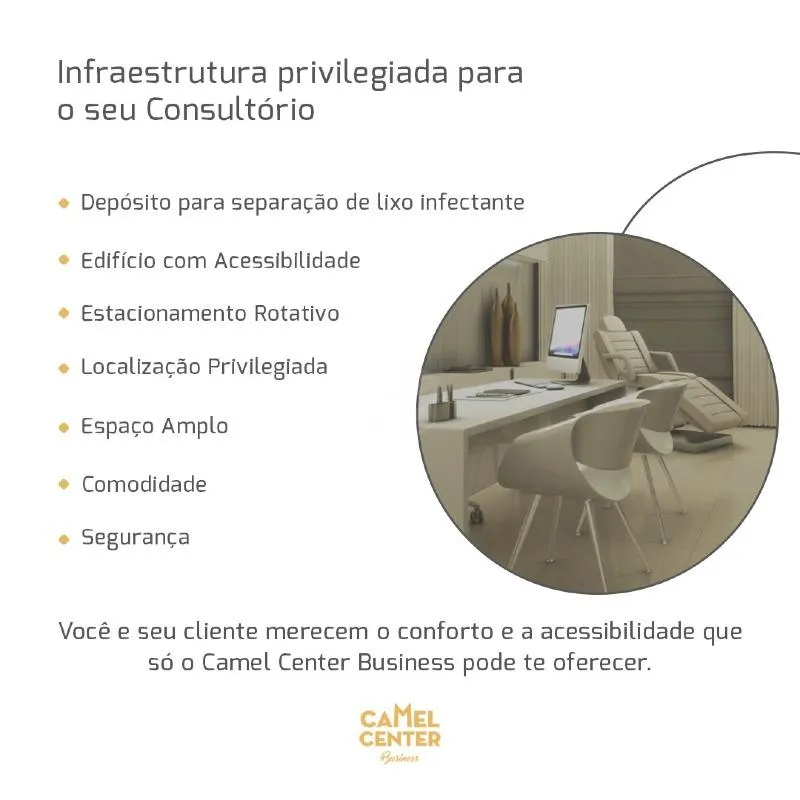 Infraestrutura privilegiada para
o seu Consultório
Depósito para separação de lixo infectante
Edifício com Acessibilidade
Estacionamento Rotativo
Localização Privilegiada
Espaço Amplo
Comodidade
Segurança
Você e seu cliente merecem o conforto e a acessibilidade que
só o Camel Center Business pode te oferecer.
CAMEL
CENTER
Business